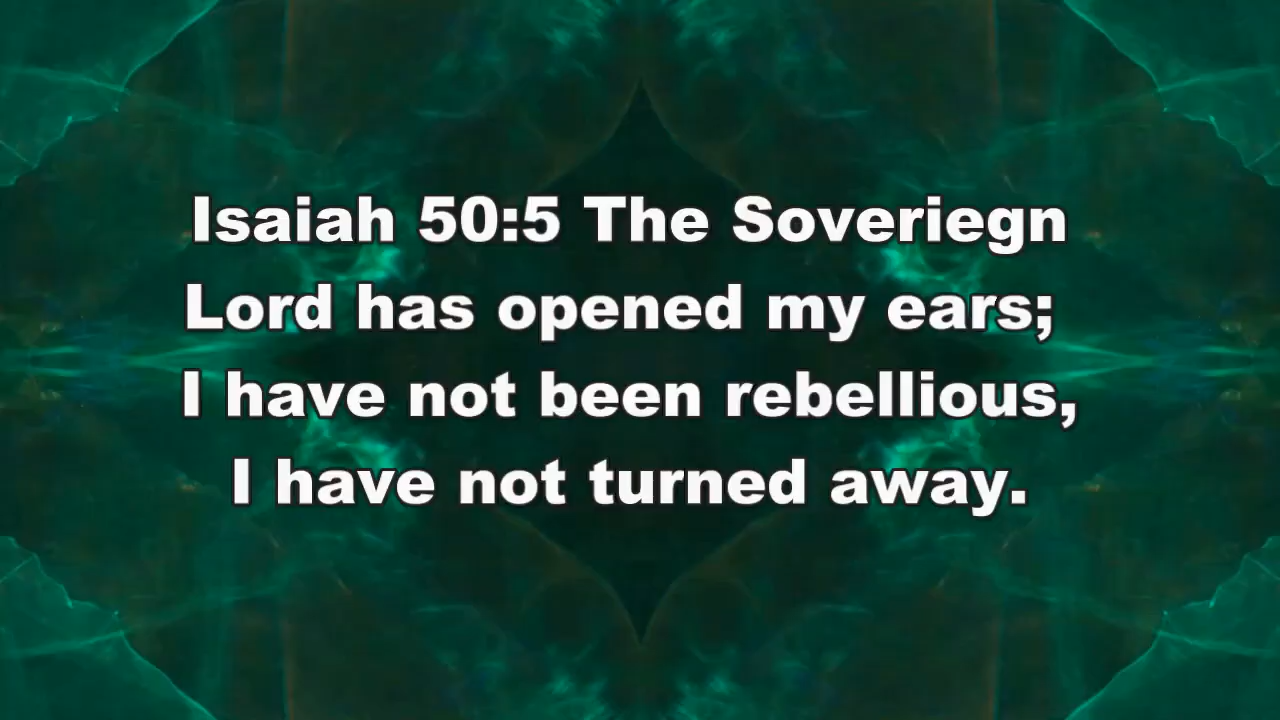 Isaiah 50:5 The Soveriegn
Lord has opened my ears;
I have not been rebellious,
I have not turned away.